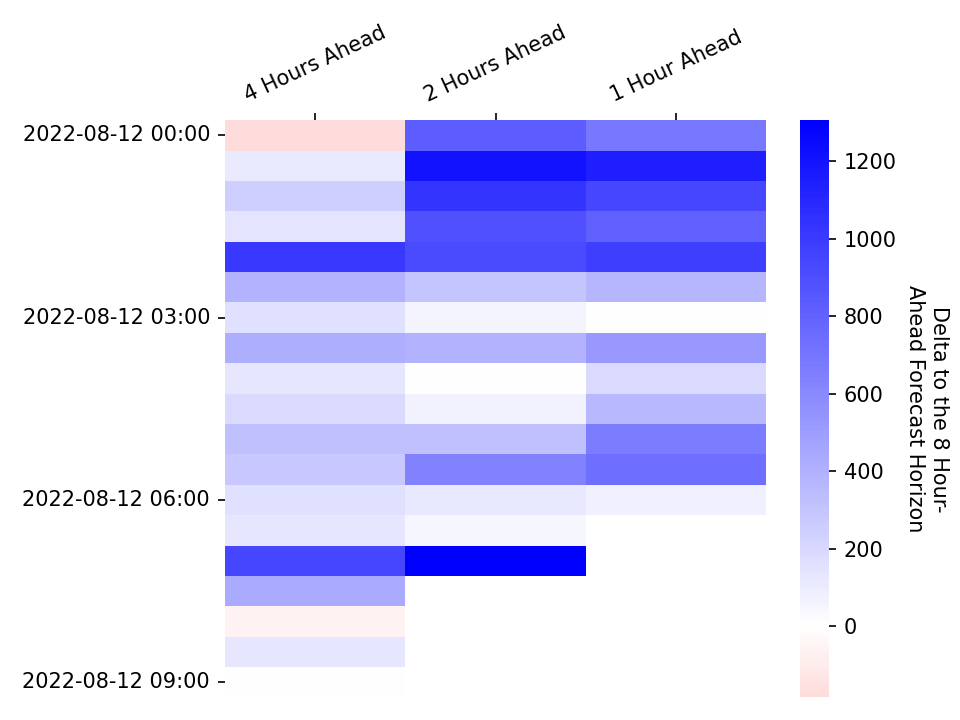 4 Hours Ahead
2 Hours Ahead
1 Hour Ahead
2022-08-12 00:00
2022-08-12 03:00
2022-08-12 06:00
2022-08-12 09:00
1200
1000
800
600
400
200
0
Delta to the 8 Hour-
Ahead Forecast Horizon